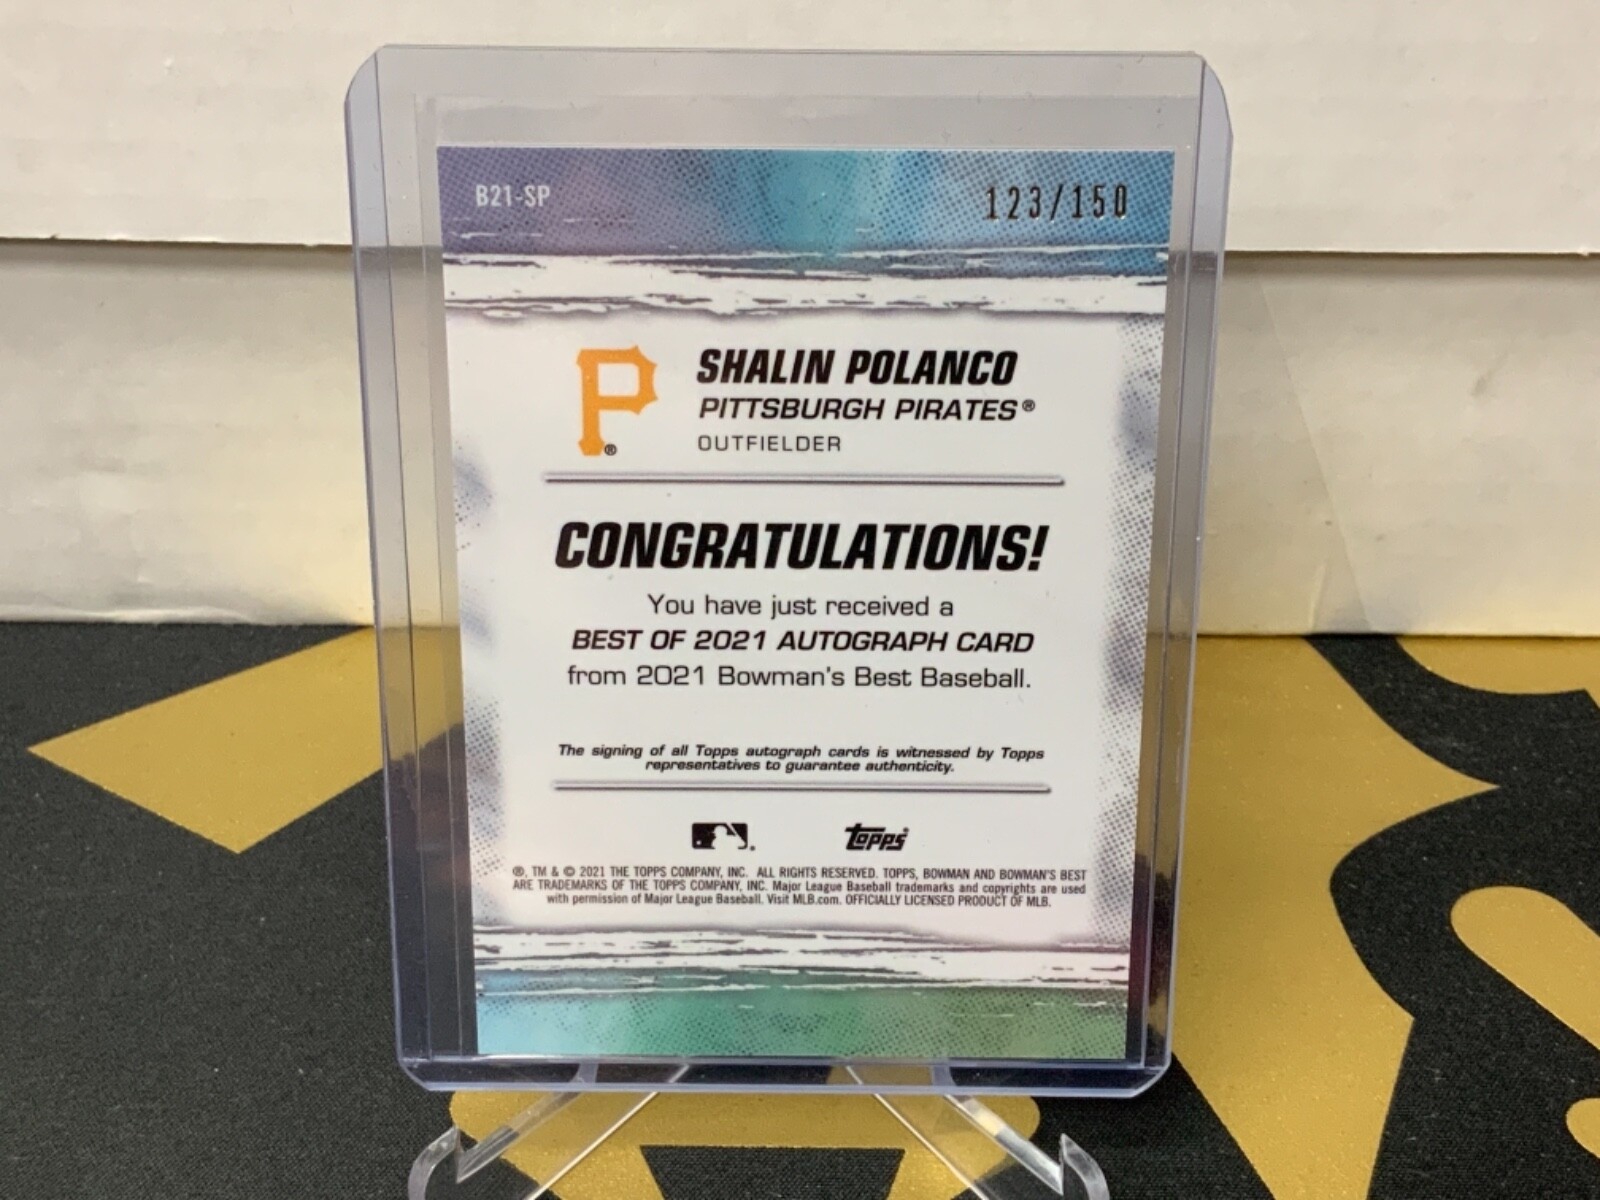 B21-SP
123/150
P®
SHALIN POLANCO
PITTSBURGH PIRATES®
OUTFIELDER
CONGRATULATIONS!
You have just received a
BEST OF 2021 AUTOGRAPH CARD
from 2021 Bowman's Best Baseball.
The signing of all Topps autograph cards is witnessed by Topps
representatives to guarantee authenticity.
topps®
®, TM & © 2021 THE TOPPS COMPANY, INC. ALL RIGHTS RESERVED. TOPPS, BOWMAN AND BOWMAN'S BEST
ARE TRADEMARKS OF THE TOPPS COMPANY, INC. Major League Baseball trademarks and copyrights are used
with permission of Major League Baseball. Visit MLB.com. OFFICIALLY LICENSED PRODUCT OF MLB.